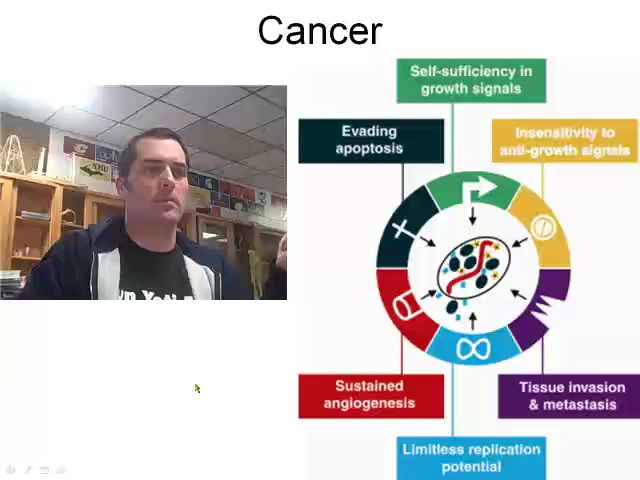 Cancer
Self-sufficiency in
growth signals
Evading
apoptosis
Insensitivity to
anti-growth signals
Sustained
angiogenesis
Tissue invasion
& metastasis
Limitless replication
potential